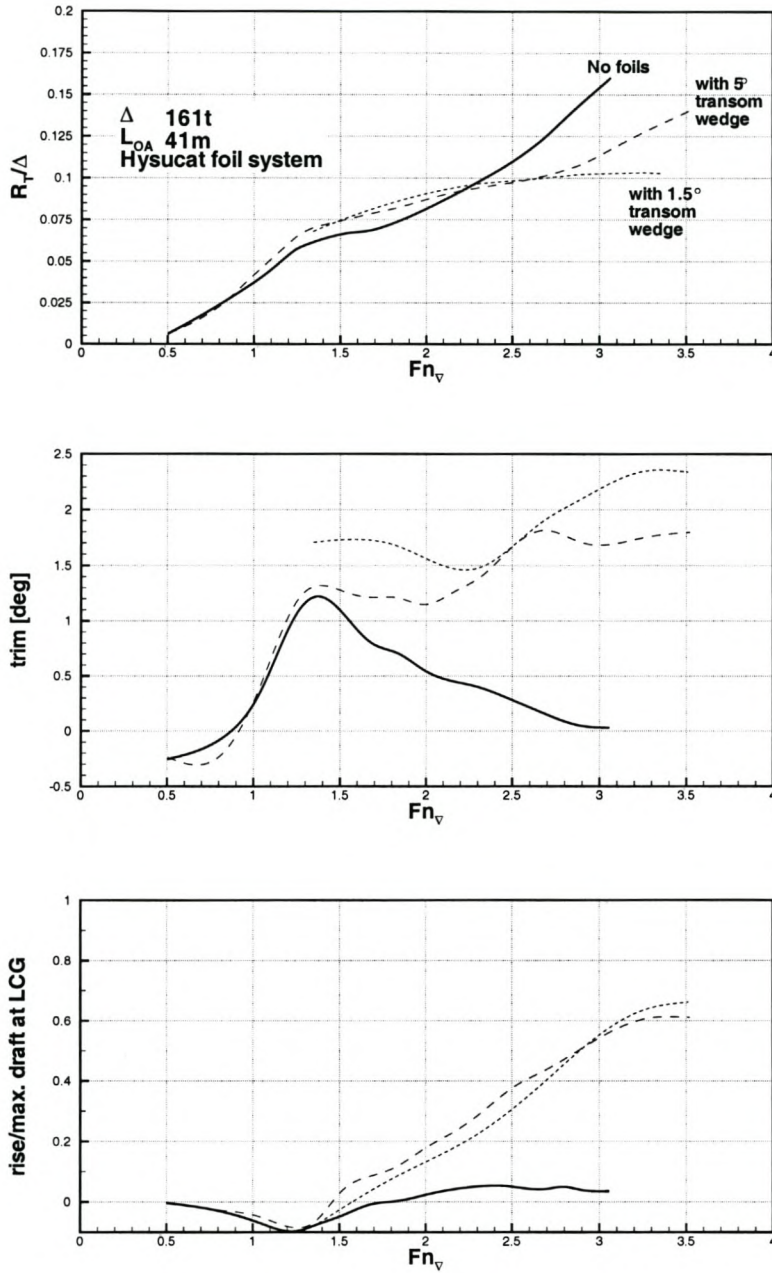 0.2
0.175
0.15
0.125
0.1
0.075
0.05
0.025
0
R_T/Δ
Δ 161t
L_OA 41m
Hysucat foil system
No foils
with 5°
transom
wedge
with 1.5°
transom
wedge
0 0.5 1 1.5 2 2.5 3 3.5 4
Fn_∇
2.5
2
1.5
1
0.5
0
-0.5
trim [deg]
0 0.5 1 1.5 2 2.5 3 3.5 4
Fn_∇
1
0.8
0.6
0.4
0.2
0
rise/max. draft at LCG
0 0.5 1 1.5 2 2.5 3 3.5 4
Fn_∇